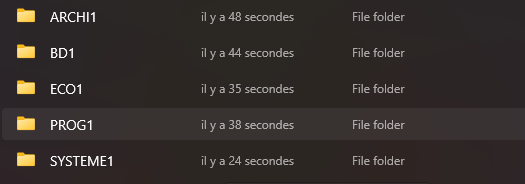 ARCHI1 il y a 48 secondes File folder
BD1 il y a 44 secondes File folder
ECO1 il y a 35 secondes File folder
PROG1 il y a 38 secondes File folder
SYSTEME1 il y a 24 secondes File folder